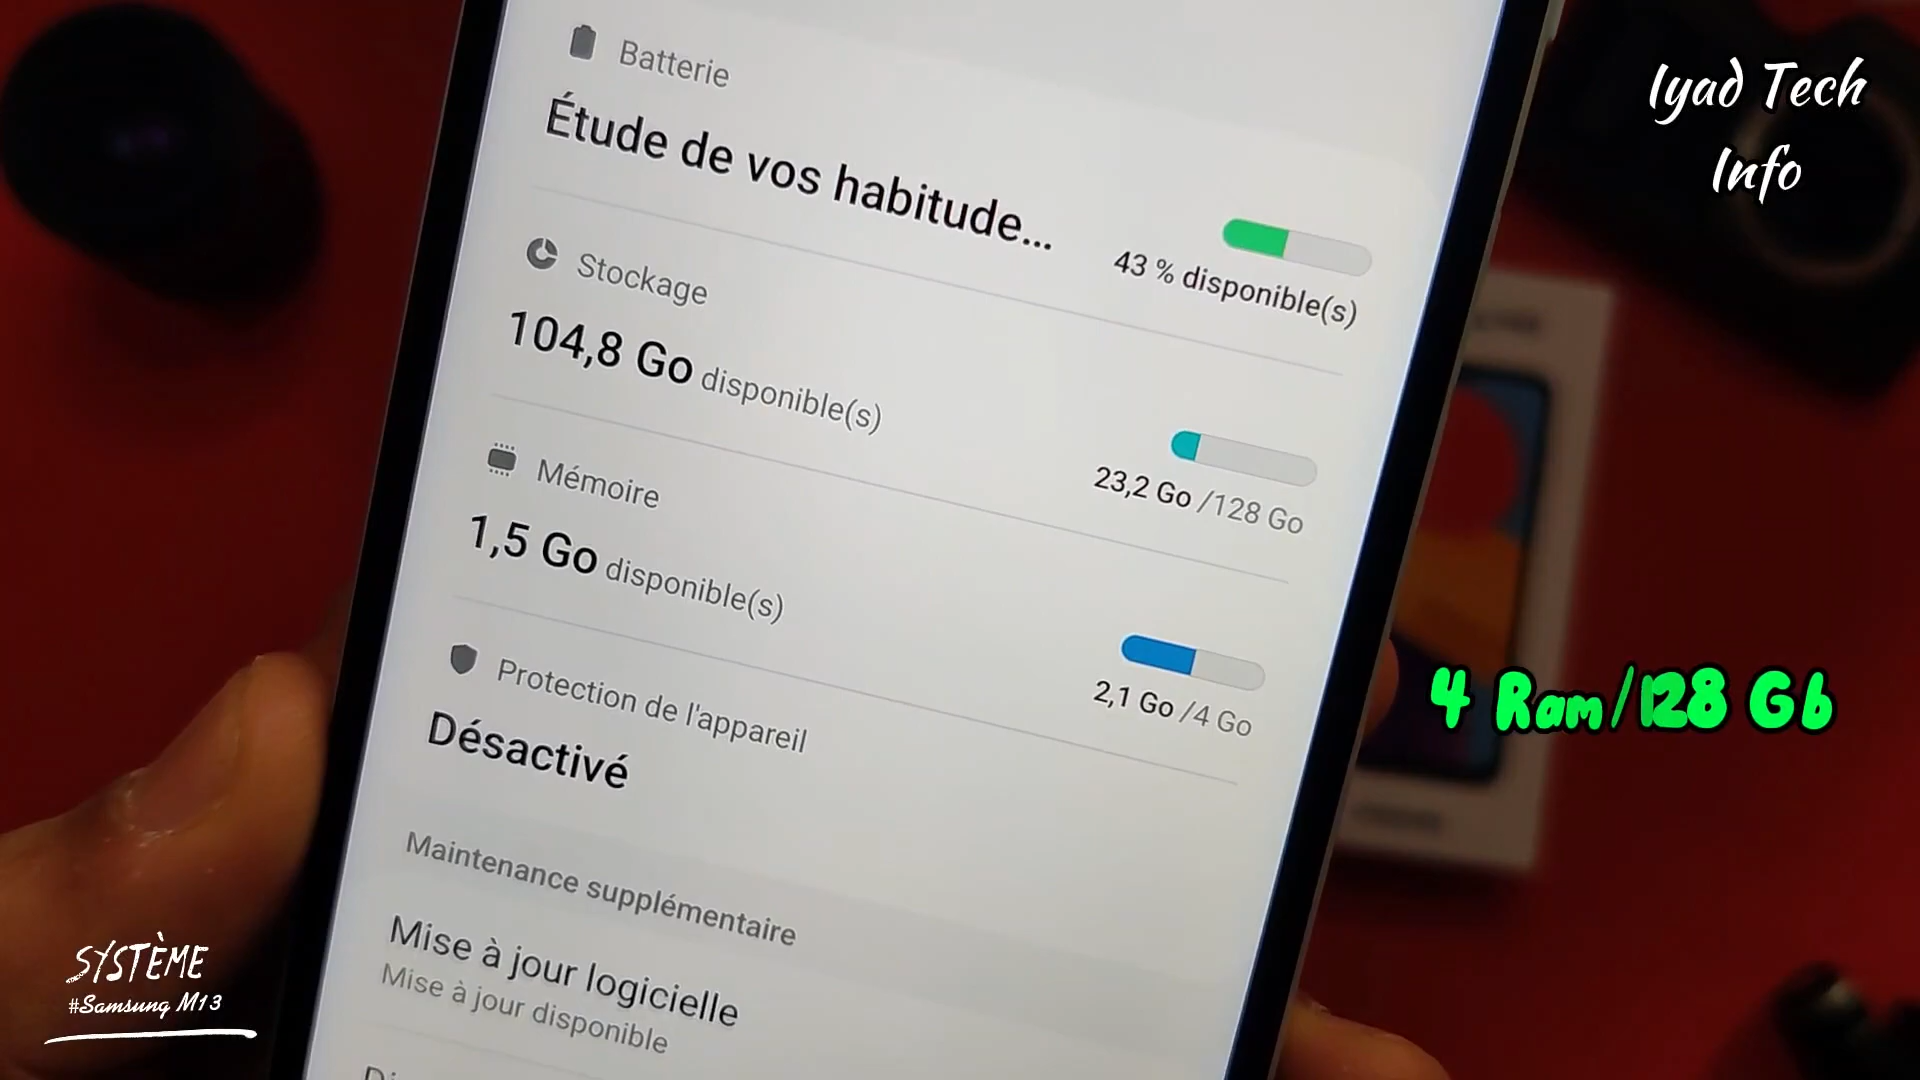 Batterie
Étude de vos habitude...
43 % disponible(s)
Stockage
104,8 Go disponible(s)
23,2 Go /128 Go
Mémoire
1,5 Go disponible(s)
2,1 Go /4 Go
Protection de l'appareil
Désactivé
Maintenance supplémentaire
Mise à jour logicielle
Mise à jour disponible
Iyad Tech
Info
4 Ram/128 Gb
SYSTÈME
#Samsung M13